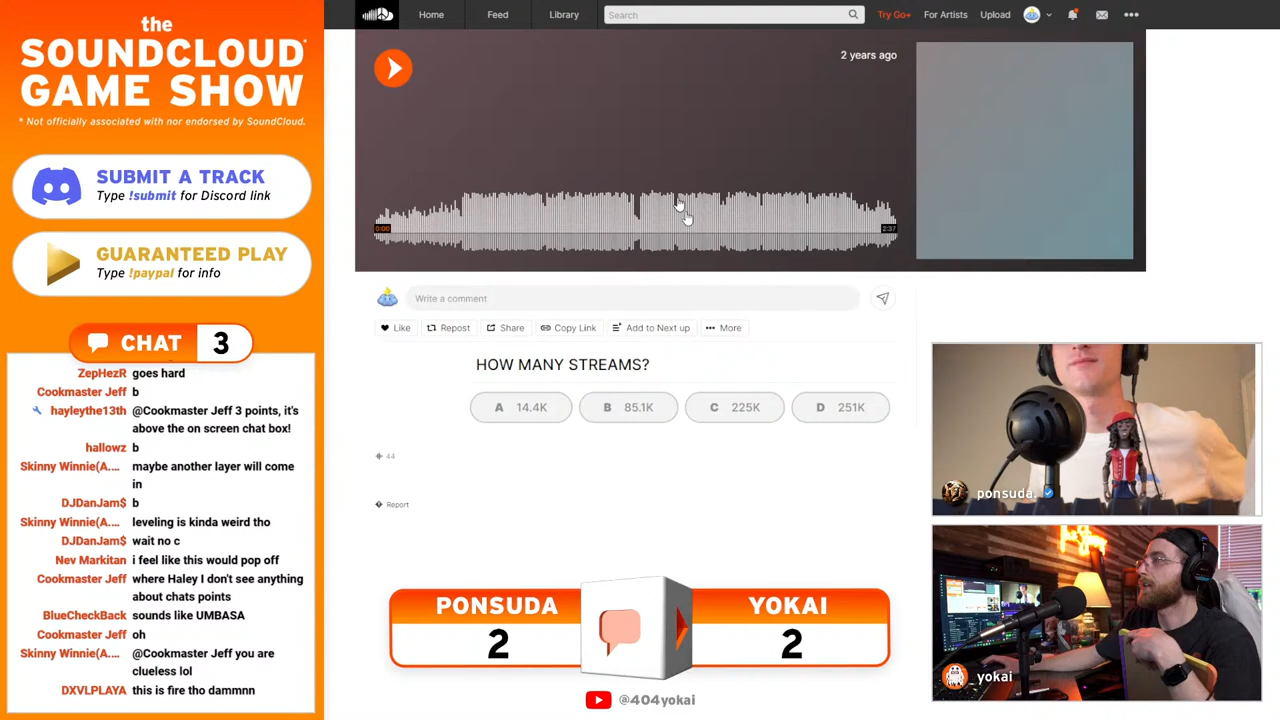 the
SOUNDCLOUD
GAME SHOW
* Not officially associated with nor endorsed by SoundCloud.
SUBMIT A TRACK
Type !submit for Discord link
GUARANTEED PLAY
Type !paypal for info
CHAT 3
ZepHezR goes hard
Cookmaster Jeff b
hayleythe13th @Cookmaster Jeff 3 points, it's
above the on screen chat box!
hallowz b
Skinny Winnie(A.... maybe another layer will come
in
DJDanJam$ b
Skinny Winnie(A.... leveling is kinda weird tho
DJDanJam$ wait no c
Nev Markitan i feel like this would pop off
Cookmaster Jeff where Haley I don't see anything
about chats points
BlueCheckBack sounds like UMBASA
Cookmaster Jeff oh
Skinny Winnie(A.... @Cookmaster Jeff you are
clueless lol
DXVLPLAYA this is fire tho dammnn
Home Feed Library Search Try Go+ For Artists Upload
2 years ago
0:00 2:37
Write a comment
Like Repost Share Copy Link Add to Next up More
HOW MANY STREAMS?
A 14.4K B 85.1K C 225K D 251K
44
Report
ponsuda.
yokai
PONSUDA YOKAI
2 2
@404yokai